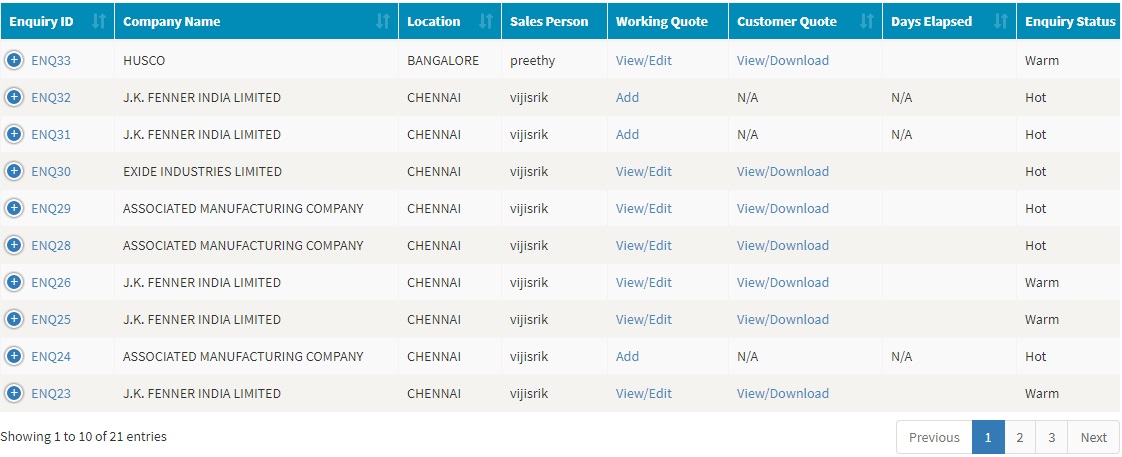 Enquiry ID Company Name Location Sales Person Working Quote Customer Quote Days Elapsed Enquiry Status
ENQ33 HUSCO BANGALORE preethy View/Edit View/Download Warm
ENQ32 J.K. FENNER INDIA LIMITED CHENNAI vijisrik Add N/A N/A Hot
ENQ31 J.K. FENNER INDIA LIMITED CHENNAI vijisrik Add N/A N/A Hot
ENQ30 EXIDE INDUSTRIES LIMITED CHENNAI vijisrik View/Edit View/Download Hot
ENQ29 ASSOCIATED MANUFACTURING COMPANY CHENNAI vijisrik View/Edit View/Download Hot
ENQ28 ASSOCIATED MANUFACTURING COMPANY CHENNAI vijisrik View/Edit View/Download Hot
ENQ26 J.K. FENNER INDIA LIMITED CHENNAI vijisrik View/Edit View/Download Warm
ENQ25 J.K. FENNER INDIA LIMITED CHENNAI vijisrik View/Edit View/Download Warm
ENQ24 ASSOCIATED MANUFACTURING COMPANY CHENNAI vijisrik Add N/A N/A Hot
ENQ23 J.K. FENNER INDIA LIMITED CHENNAI vijisrik View/Edit View/Download Warm
Showing 1 to 10 of 21 entries Previous 1 2 3 Next